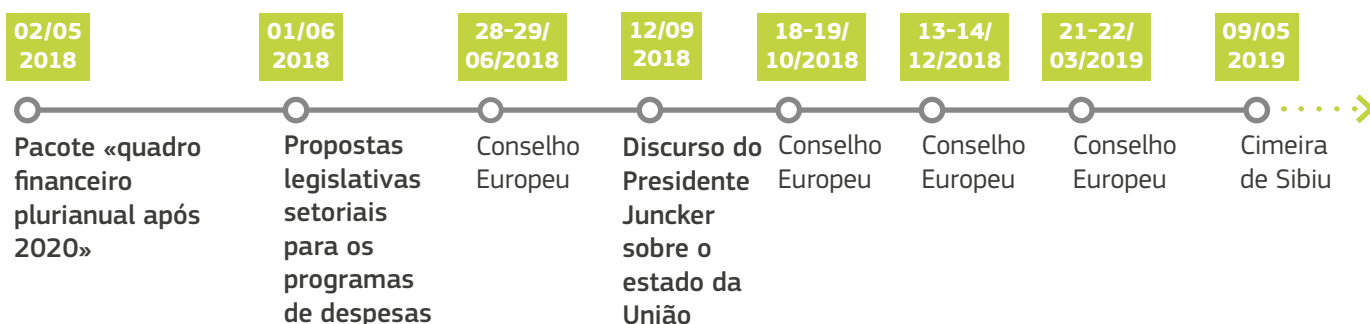 02/05
2018
01/06
2018
28-29/
06/2018
12/09
2018
18-19/
10/2018
13-14/
12/2018
21-22/
03/2019
09/05
2019
Pacote «quadro
financeiro
plurianual após
2020»
Propostas
legislativas
setoriais
para os
programas
de despesas
Conselho
Europeu
Discurso do
Presidente
Juncker
sobre o
estado da
União
Conselho
Europeu
Conselho
Europeu
Conselho
Europeu
Cimeira
de Sibiu